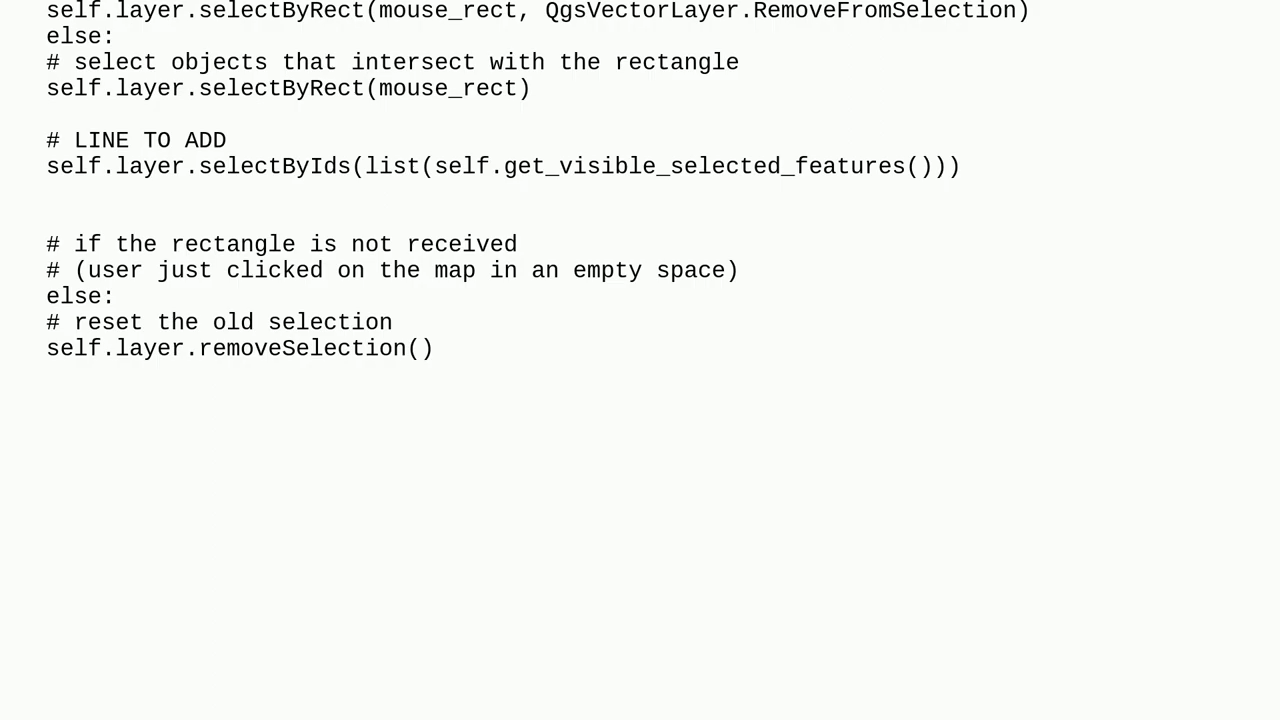 self.layer.selectByRect(mouse_rect, QgsVectorLayer.RemoveFromSelection)
else:
# select objects that intersect with the rectangle
self.layer.selectByRect(mouse_rect)
# LINE TO ADD
self.layer.selectByIds(list(self.get_visible_selected_features()))
# if the rectangle is not received
# (user just clicked on the map in an empty space)
else:
# reset the old selection
self.layer.removeSelection()